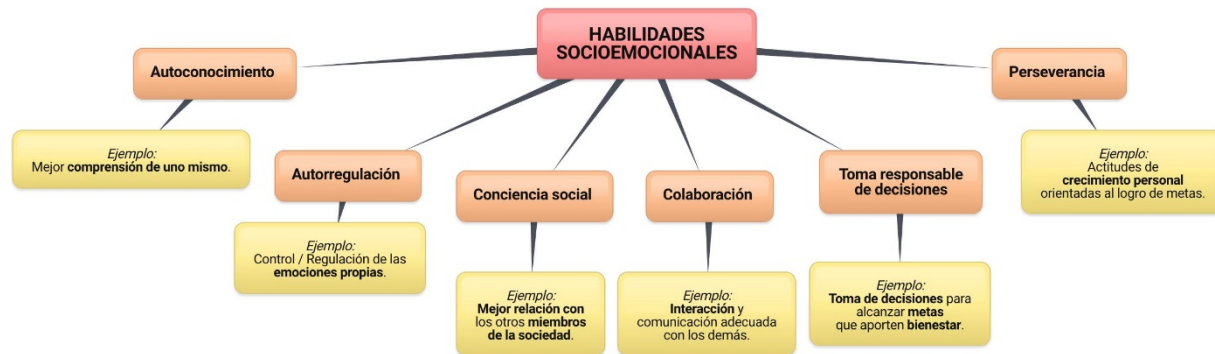 HABILIDADES
SOCIOEMOCIONALES
Autoconocimiento
Ejemplo:
Mejor comprensión de uno mismo.
Autorregulación
Ejemplo:
Control / Regulación de las
emociones propias.
Conciencia social
Ejemplo:
Mejor relación con
los otros miembros
de la sociedad.
Colaboración
Ejemplo:
Interacción y
comunicación adecuada
con los demás.
Toma responsable
de decisiones
Ejemplo:
Toma de decisiones para
alcanzar metas
que aporten bienestar.
Perseverancia
Ejemplo:
Actitudes de
crecimiento personal
orientadas al logro de metas.